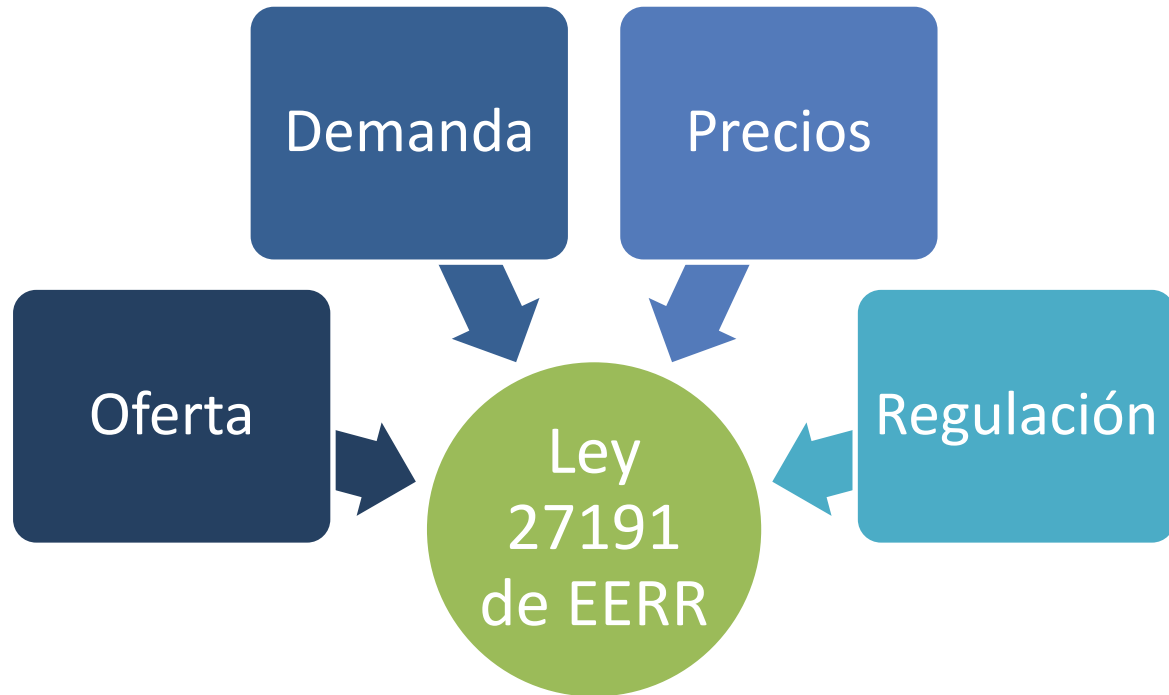 Demanda
Precios
Oferta
Regulación
Ley
27191
de EERR